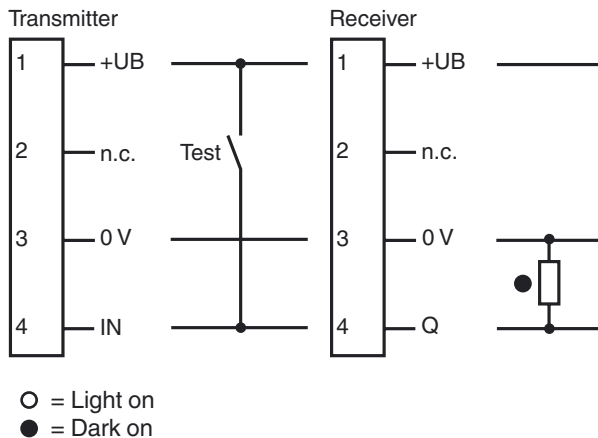 Transmitter
1 +UB
2 n.c.
3 0 V
4 IN
Test
Receiver
1 +UB
2 n.c.
3 0 V
4 Q
= Light on
= Dark on